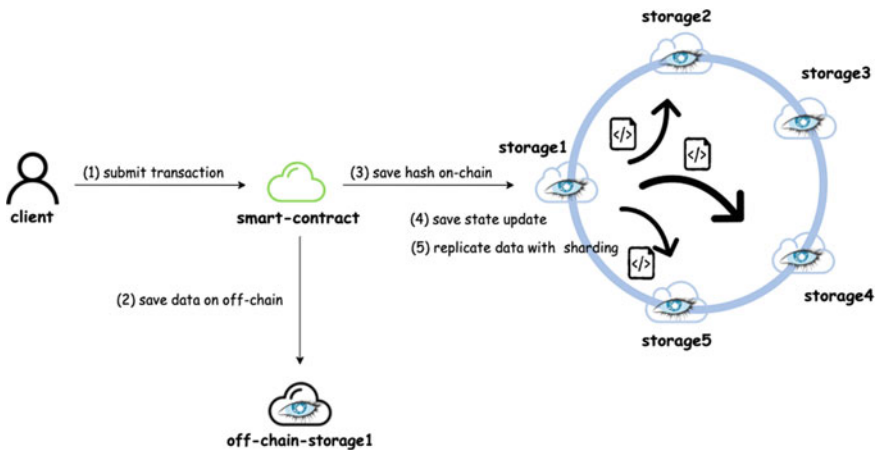 storage2
storage3
storage1
(1) submit transaction
(3) save hash on-chain
client
smart-contract
(4) save state update
(5) replicate data with sharding
storage4
(2) save data on off-chain
storage5
off-chain-storage1
</>
</>
</>